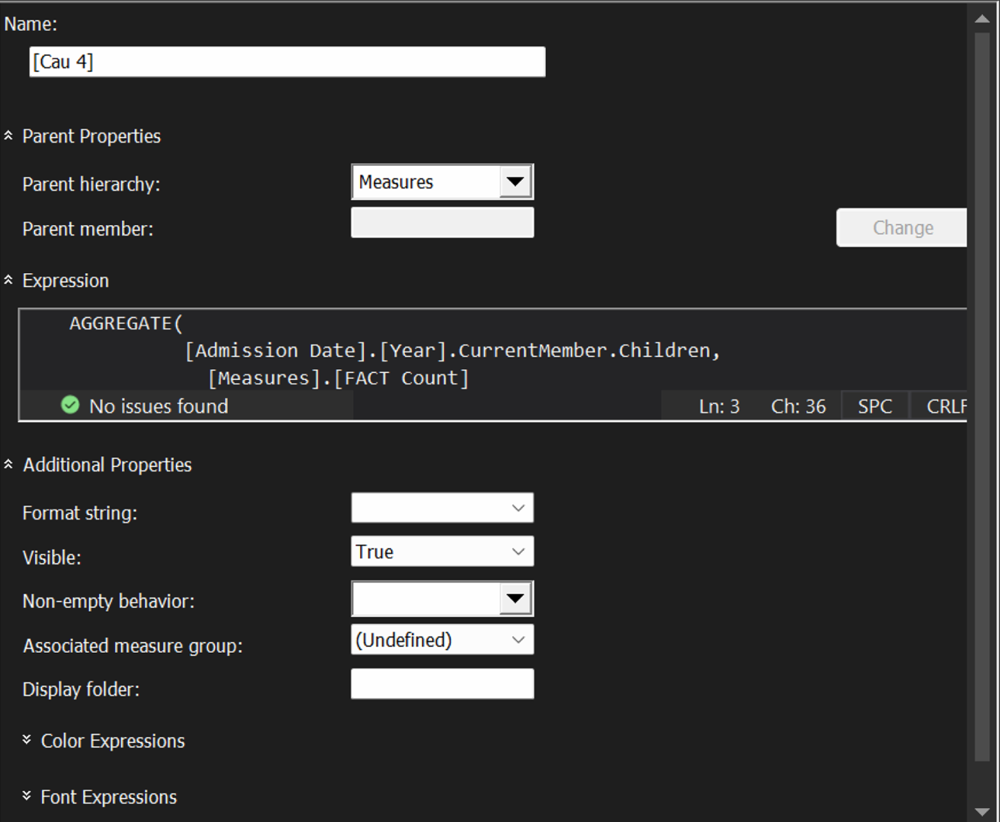 Name:
[Cau 4]
Parent Properties
Parent hierarchy:
Measures
Parent member:
Change
Expression
AGGREGATE(
[Admission Date].[Year].CurrentMember.Children,
[Measures].[FACT Count]
No issues found
Ln: 3
Ch: 36
SPC
CRLF
Additional Properties
Format string:
Visible:
True
Non-empty behavior:
Associated measure group:
(Undefined)
Display folder:
Color Expressions
Font Expressions